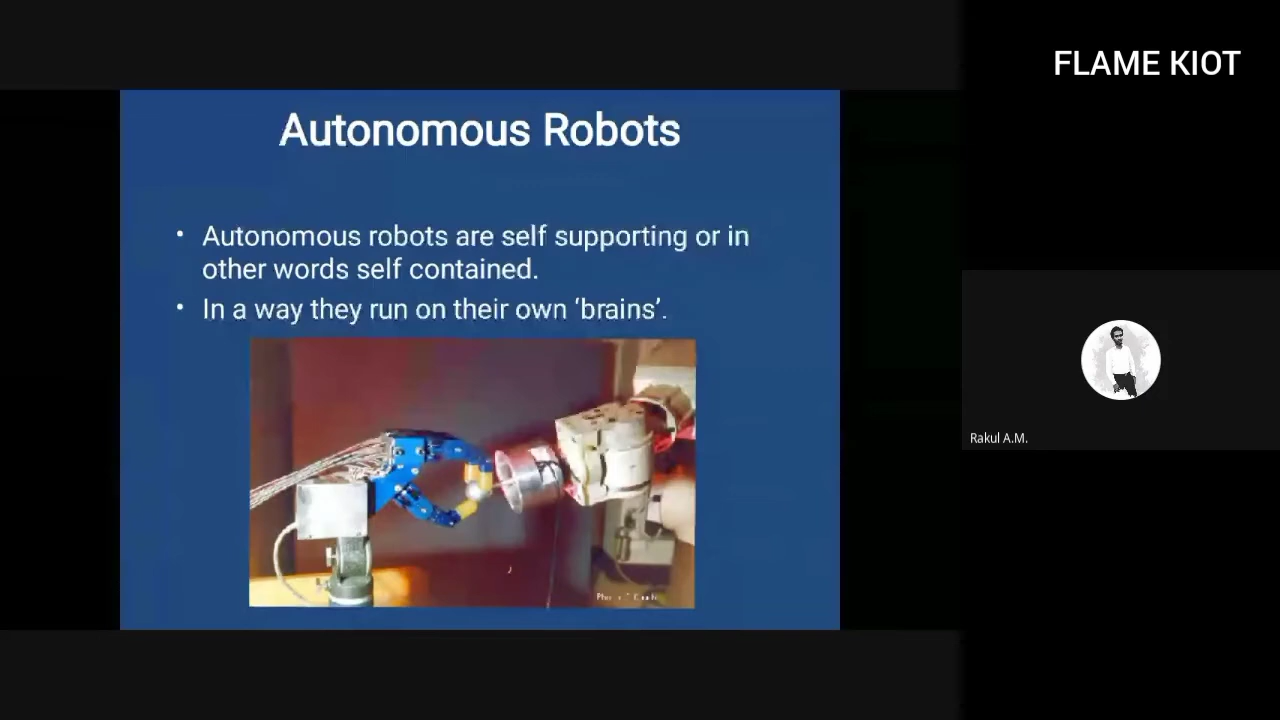 FLAME KIOT
Autonomous Robots
• Autonomous robots are self supporting or in
other words self contained.
• In a way they run on their own ‘brains’.
Rakul A.M.